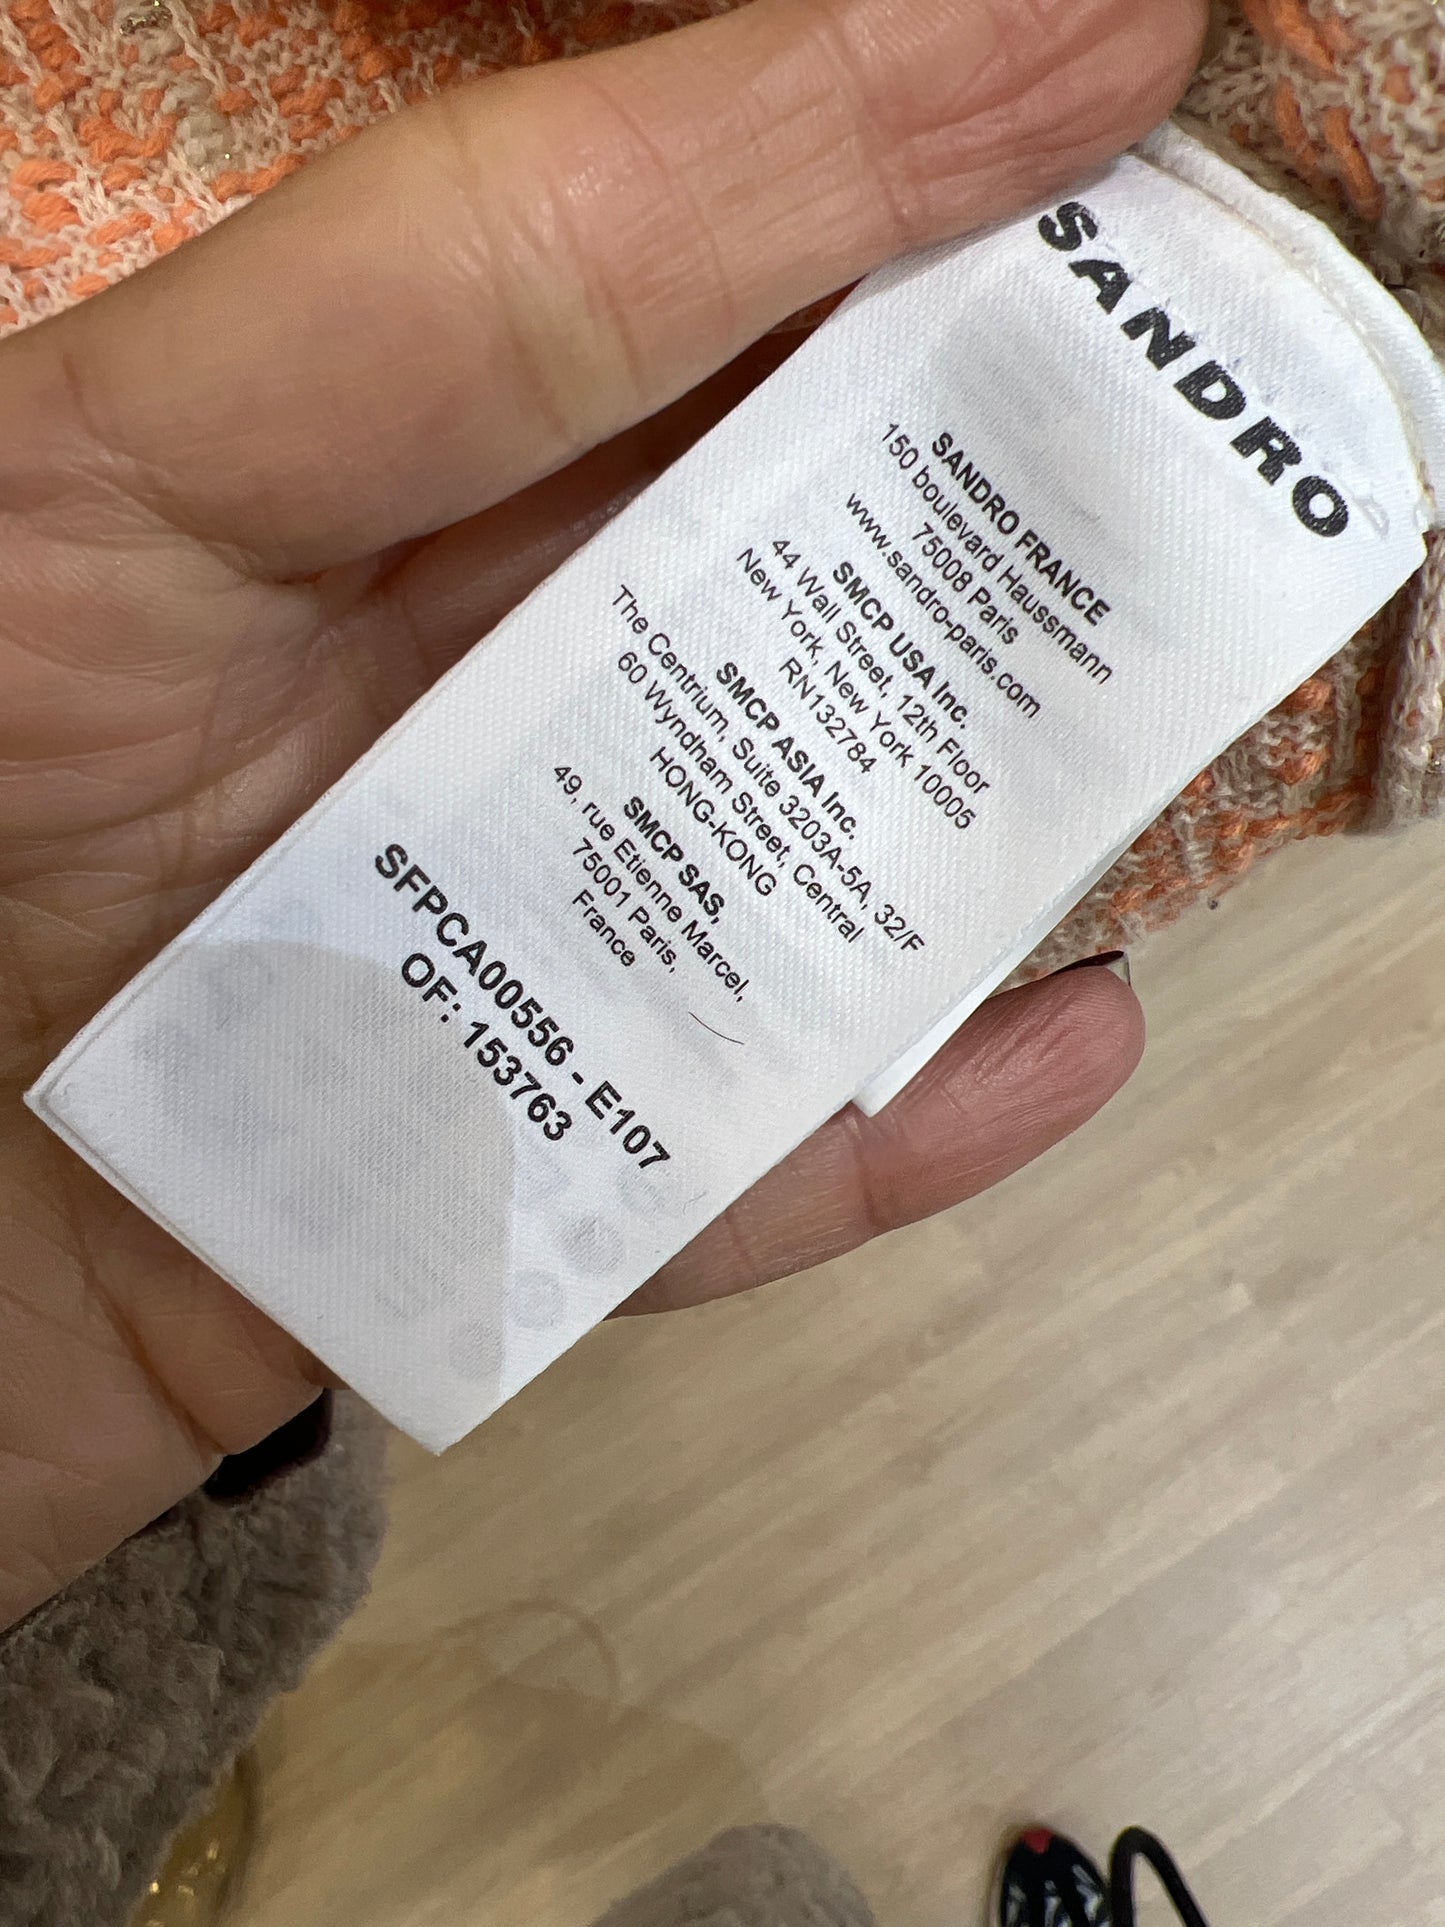 SANDRO
SANDRO FRANCE
150 boulevard Haussmann
75008 Paris
www.sandro-paris.com
SMCP USA Inc.
44 Wall Street, 12th Floor
New York, New York 10005
RN132784
SMCP ASIA Inc.
The Centrium, Suite 3203A-5A, 32/F
60 Wyndham Street, Central
HONG-KONG
SMCP SAS,
49, rue Etienne Marcel,
75001 Paris,
France
SFPCA00556 - E107
OF: 153763